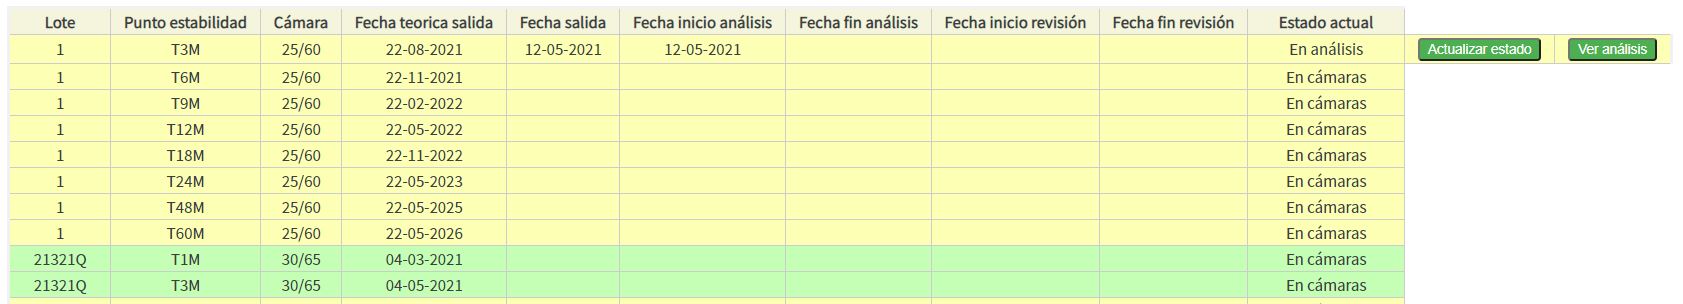 Lote Punto estabilidad Cámara Fecha teorica salida Fecha salida Fecha inicio análisis Fecha fin análisis Fecha inicio revisión Fecha fin revisión Estado actual
1 T3M 25/60 22-08-2021 12-05-2021 12-05-2021 En análisis Actualizar estado Ver análisis
1 T6M 25/60 22-11-2021 En cámaras
1 T9M 25/60 22-02-2022 En cámaras
1 T12M 25/60 22-05-2022 En cámaras
1 T18M 25/60 22-11-2022 En cámaras
1 T24M 25/60 22-05-2023 En cámaras
1 T48M 25/60 22-05-2025 En cámaras
1 T60M 25/60 22-05-2026 En cámaras
21321Q T1M 30/65 04-03-2021 En cámaras
21321Q T3M 30/65 04-05-2021 En cámaras